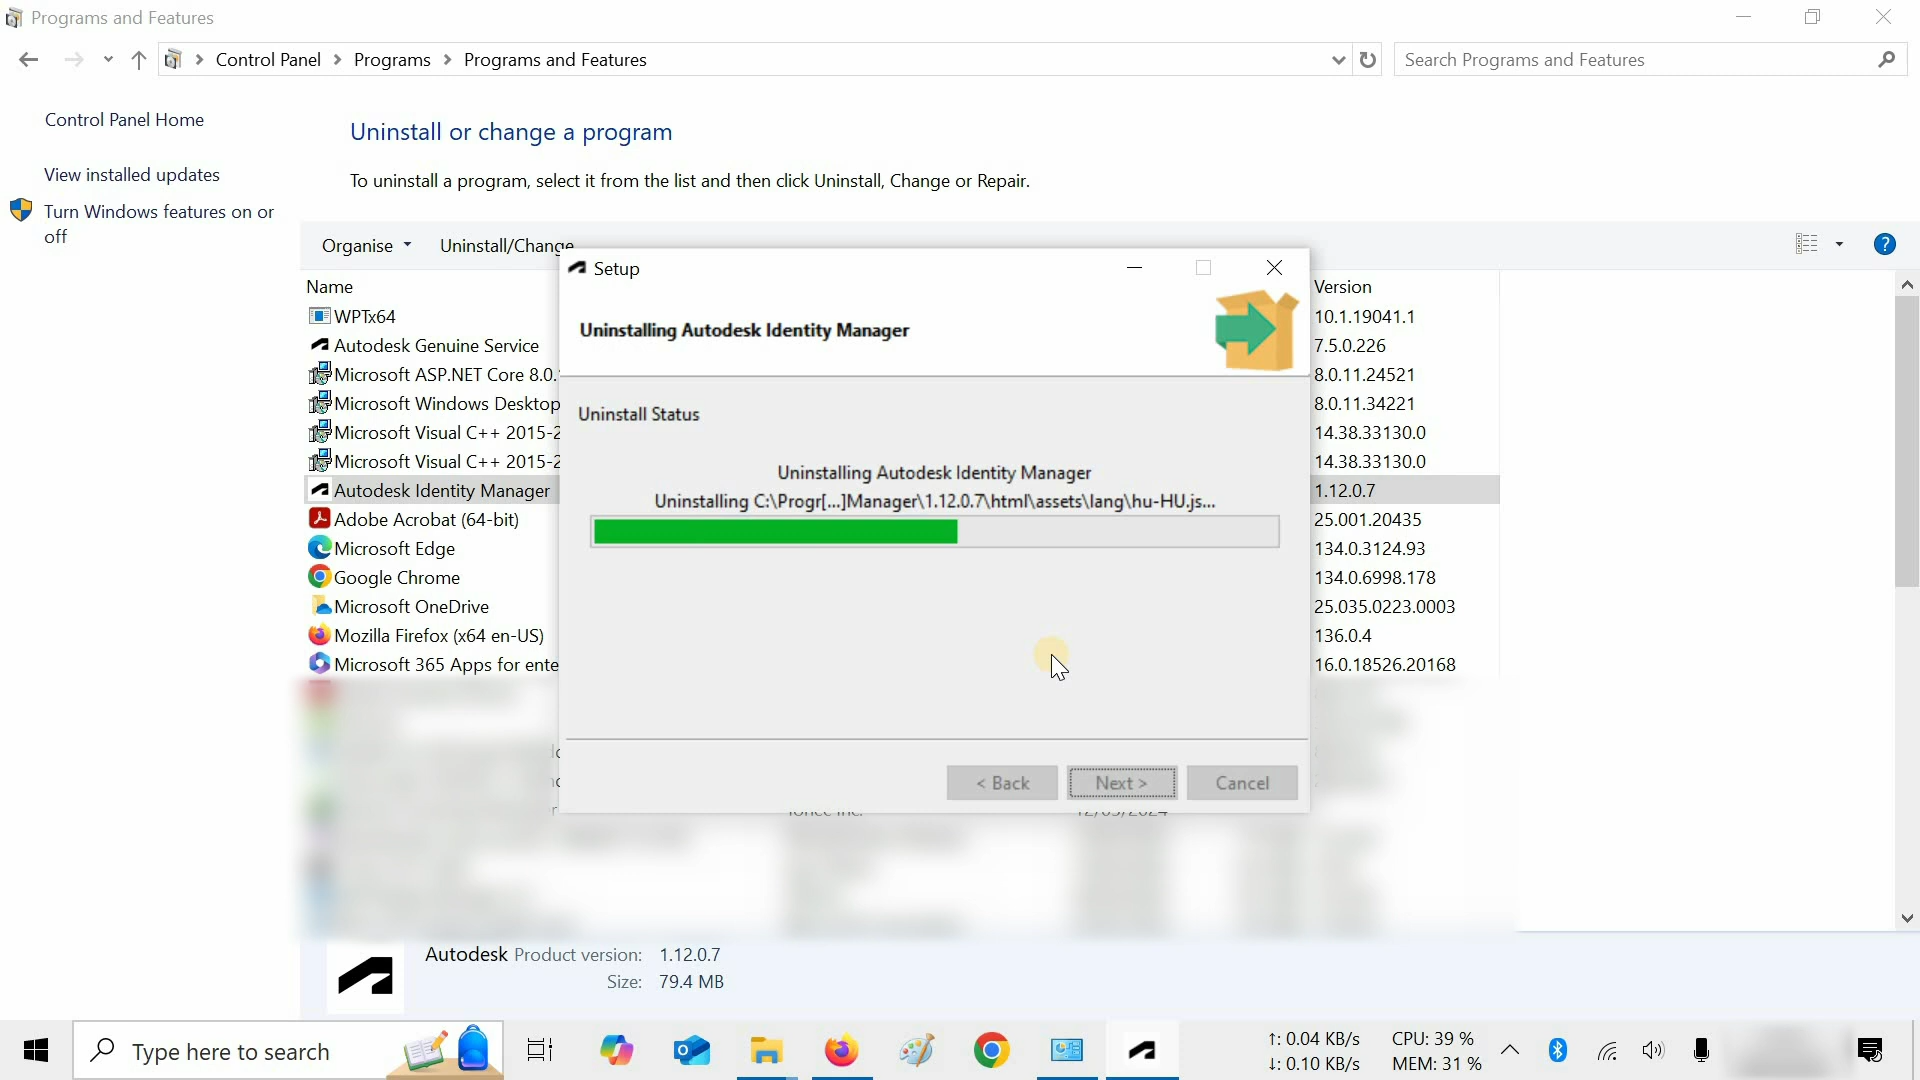 Programs and Features
Control Panel > Programs > Programs and Features
Search Programs and Features
Control Panel Home
View installed updates
Turn Windows features on or
off
Uninstall or change a program
To uninstall a program, select it from the list and then click Uninstall, Change or Repair.
Organise
Uninstall/Change
Name
Version
WPTx64
10.1.19041.1
Autodesk Genuine Service
7.5.0.226
Microsoft ASP.NET Core 8.0.
8.0.11.24521
Microsoft Windows Desktop
8.0.11.34221
Microsoft Visual C++ 2015-2
14.38.33130.0
Microsoft Visual C++ 2015-2
14.38.33130.0
Autodesk Identity Manager
1.12.0.7
Adobe Acrobat (64-bit)
25.001.20435
Microsoft Edge
134.0.3124.93
Google Chrome
134.0.6998.178
Microsoft OneDrive
25.035.0223.0003
Mozilla Firefox (x64 en-US)
136.0.4
Microsoft 365 Apps for ente
16.0.18526.20168
Setup
Uninstalling Autodesk Identity Manager
Uninstall Status
Uninstalling Autodesk Identity Manager
Uninstalling C:\Progr[...]Manager\1.12.0.7\html\assets\lang\hu-HU.js...
< Back
Next >
Cancel
Autodesk Product version: 1.12.0.7
Size: 79.4 MB
Type here to search
↑: 0.04 KB/s
↓: 0.10 KB/s
CPU: 39 %
MEM: 31 %